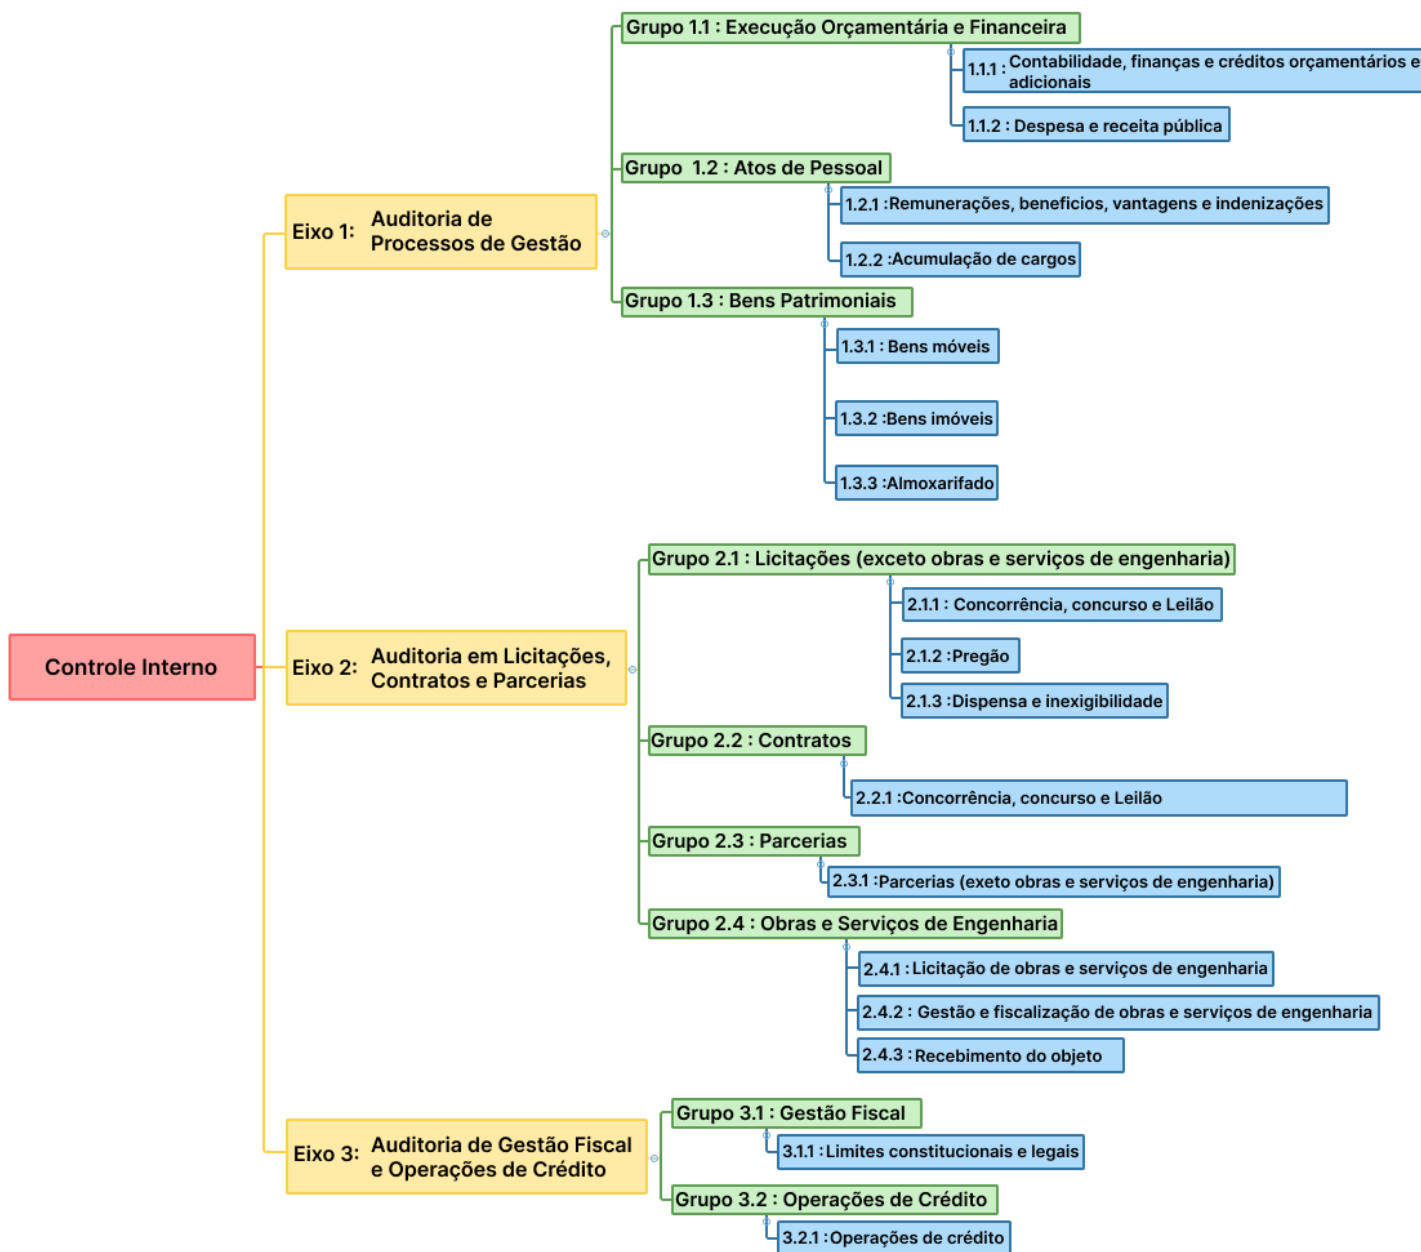 Grupo 1.1 : Execução Orçamentária e Financeira
1.1.1 : Contabilidade, finanças e créditos orçamentários e
adicionais
1.1.2 : Despesa e receita pública
Grupo 1.2 : Atos de Pessoal
1.2.1 :Remunerações, beneficios, vantagens e indenizações
1.2.2 :Acumulação de cargos
Eixo 1: Auditoria de
Processos de Gestão
Grupo 1.3 : Bens Patrimoniais
1.3.1 : Bens móveis
1.3.2 :Bens imóveis
1.3.3 :Almoxarifado
Grupo 2.1 : Licitações (exceto obras e serviços de engenharia)
2.1.1 : Concorrência, concurso e Leilão
2.1.2 :Pregão
2.1.3 :Dispensa e inexigibilidade
Controle Interno
Eixo 2: Auditoria em Licitações,
Contratos e Parcerias
Grupo 2.2 : Contratos
2.2.1 :Concorrência, concurso e Leilão
Grupo 2.3 : Parcerias
2.3.1 :Parcerias (exeto obras e serviços de engenharia)
Grupo 2.4 : Obras e Serviços de Engenharia
2.4.1 :Licitação de obras e serviços de engenharia
2.4.2 : Gestão e fiscalização de obras e serviços de engenharia
2.4.3 :Recebimento do objeto
Eixo 3: Auditoria de Gestão Fiscal
e Operações de Crédito
Grupo 3.1 : Gestão Fiscal
3.1.1 :Limites constitucionais e legais
Grupo 3.2 : Operações de Crédito
3.2.1 :Operações de crédito